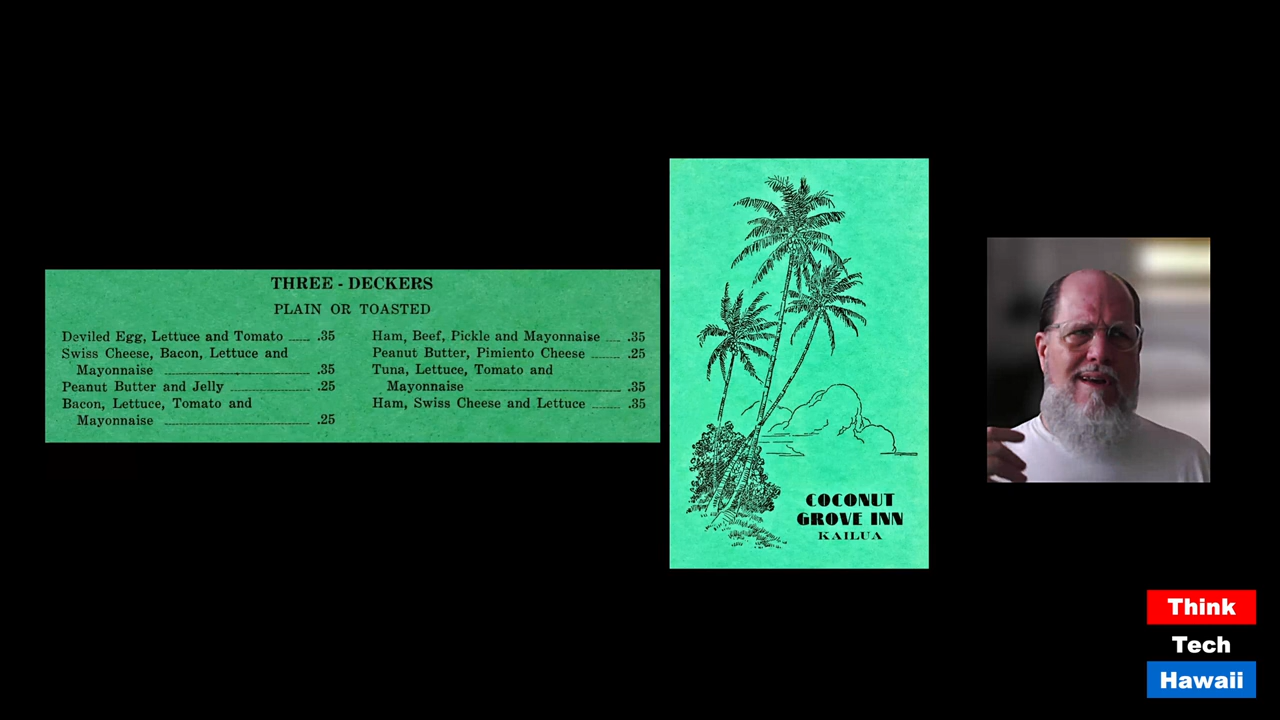 THREE - DECKERS
PLAIN OR TOASTED
Deviled Egg, Lettuce and Tomato ...... .35
Swiss Cheese, Bacon, Lettuce and
Mayonnaise ...... .35
Peanut Butter and Jelly ...... .25
Bacon, Lettuce, Tomato and
Mayonnaise ...... .25
Ham, Beef, Pickle and Mayonnaise ...... .35
Peanut Butter, Pimiento Cheese ...... .25
Tuna, Lettuce, Tomato and
Mayonnaise ...... .35
Ham, Swiss Cheese and Lettuce ...... .35
COCONUT
GROVE INN
KAILUA
Think
Tech
Hawaii